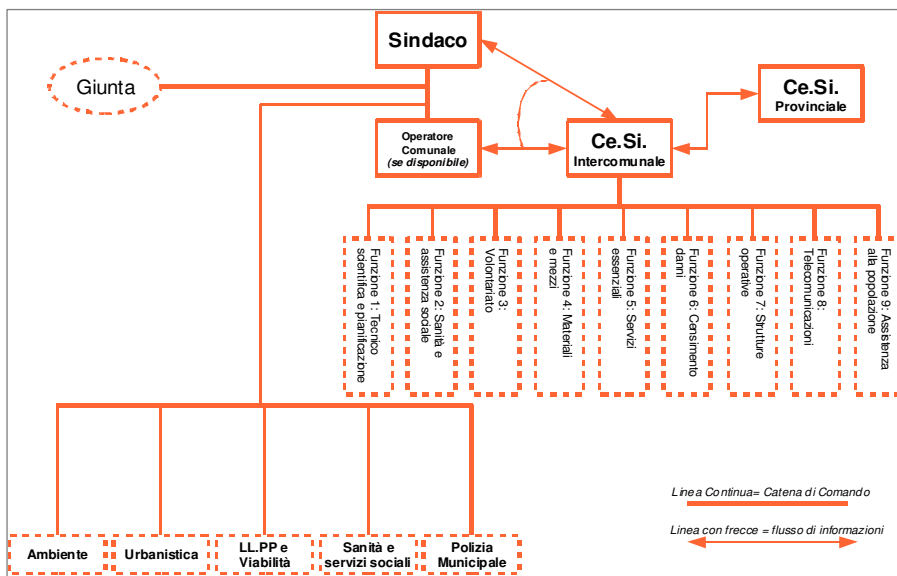 Sindaco
Giunta
Ce.Si.
Provinciale
Operatore
Comunale
(se disponibile)
Ce.Si.
Intercomunale
Funzione 1: Tecnico
scientifica e pianificazione
Funzione 2: Sanità e
assistenza sociale
Funzione 3:
Volontariato
Funzione 4: Materiali
e mezzi
Funzione 5: Servizi
essenziali
Funzione 6: Censimento
danni
Funzione 7: Strutture
operative
Funzione 8:
Telecomunicazioni
Funzione 9: Assistenza
alla popolazione
Linea Continua= Catena di Comando
Linea con frecce = flusso di informazioni
Ambiente
Urbanistica
LL.PP e
Viabilità
Sanità e
servizi sociali
Polizia
Municipale